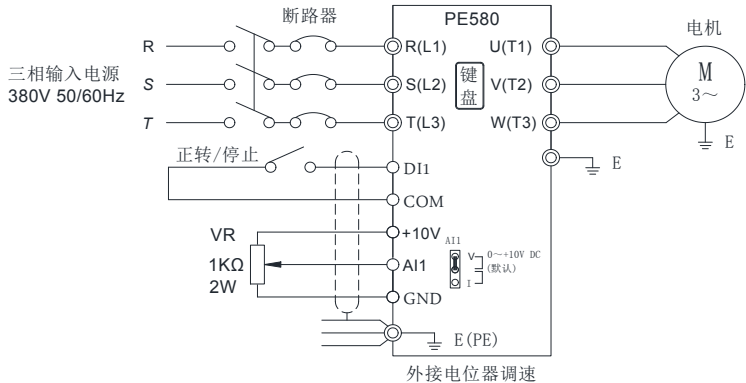 断路器
PE580
电机
R
R(L1)
U(T1)
三相输入电源
380V 50/60Hz
S
S(L2)
键盘
V(T2)
M
3～
T
T(L3)
W(T3)
E
正转/停止
DI1
E
COM
VR
+10V
AI1
1KΩ
2W
AI1
V
0～+10V DC
(默认)
I
GND
E(PE)
外接电位器调速